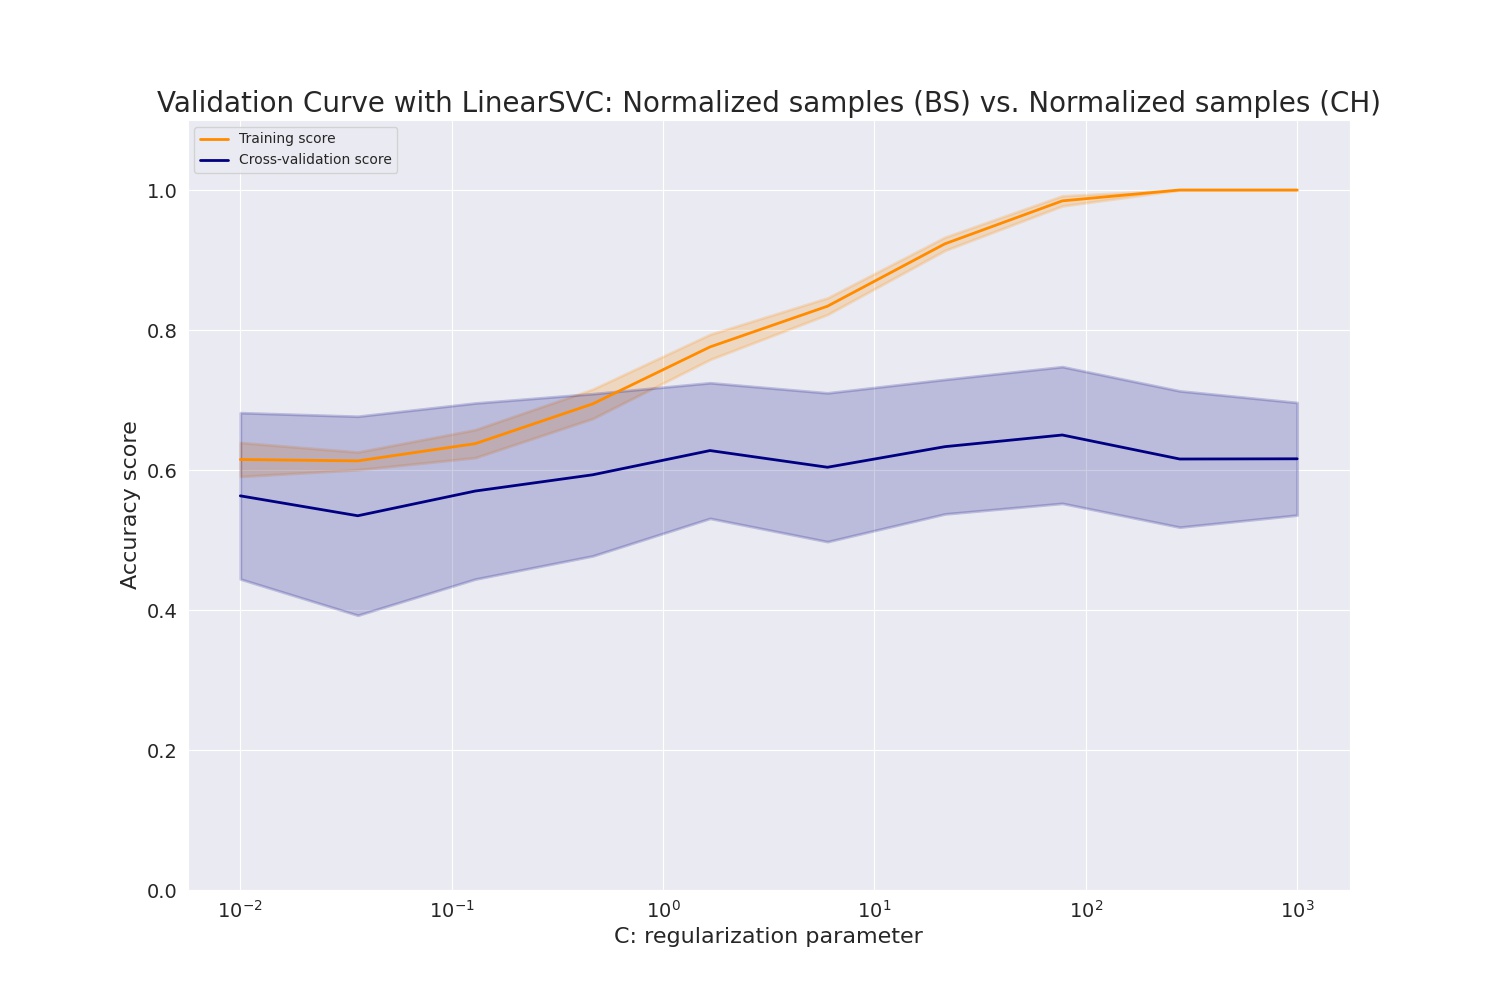 Validation Curve with LinearSVC: Normalized samples (BS) vs. Normalized samples (CH)
Training score
Cross-validation score
1.0
0.8
0.6
0.4
0.2
0.0
Accuracy score
10⁻² 10⁻¹ 10⁰ 10¹ 10² 10³
C: regularization parameter